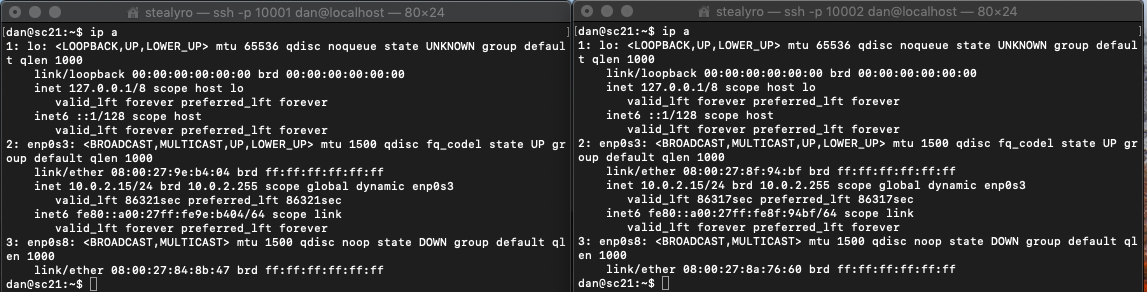 stealyro — ssh -p 10001 dan@localhost — 80×24
dan@sc21:~$ ip a
1: lo: <LOOPBACK,UP,LOWER_UP> mtu 65536 qdisc noqueue state UNKNOWN group defaul
t qlen 1000
    link/loopback 00:00:00:00:00:00 brd 00:00:00:00:00:00
    inet 127.0.0.1/8 scope host lo
       valid_lft forever preferred_lft forever
    inet6 ::1/128 scope host
       valid_lft forever preferred_lft forever
2: enp0s3: <BROADCAST,MULTICAST,UP,LOWER_UP> mtu 1500 qdisc fq_codel state UP gr
oup default qlen 1000
    link/ether 08:00:27:9e:b4:04 brd ff:ff:ff:ff:ff:ff
    inet 10.0.2.15/24 brd 10.0.2.255 scope global dynamic enp0s3
       valid_lft 86321sec preferred_lft 86321sec
    inet6 fe80::a00:27ff:fe9e:b404/64 scope link
       valid_lft forever preferred_lft forever
3: enp0s8: <BROADCAST,MULTICAST> mtu 1500 qdisc noop state DOWN group default ql
en 1000
    link/ether 08:00:27:84:8b:47 brd ff:ff:ff:ff:ff:ff
dan@sc21:~$
stealyro — ssh -p 10002 dan@localhost — 80×24
dan@sc21:~$ ip a
1: lo: <LOOPBACK,UP,LOWER_UP> mtu 65536 qdisc noqueue state UNKNOWN group defaul
t qlen 1000
    link/loopback 00:00:00:00:00:00 brd 00:00:00:00:00:00
    inet 127.0.0.1/8 scope host lo
       valid_lft forever preferred_lft forever
    inet6 ::1/128 scope host
       valid_lft forever preferred_lft forever
2: enp0s3: <BROADCAST,MULTICAST,UP,LOWER_UP> mtu 1500 qdisc fq_codel state UP gr
oup default qlen 1000
    link/ether 08:00:27:8f:94:bf brd ff:ff:ff:ff:ff:ff
    inet 10.0.2.15/24 brd 10.0.2.255 scope global dynamic enp0s3
       valid_lft 86317sec preferred_lft 86317sec
    inet6 fe80::a00:27ff:fe8f:94bf/64 scope link
       valid_lft forever preferred_lft forever
3: enp0s8: <BROADCAST,MULTICAST> mtu 1500 qdisc noop state DOWN group default ql
en 1000
    link/ether 08:00:27:8a:76:60 brd ff:ff:ff:ff:ff:ff
dan@sc21:~$